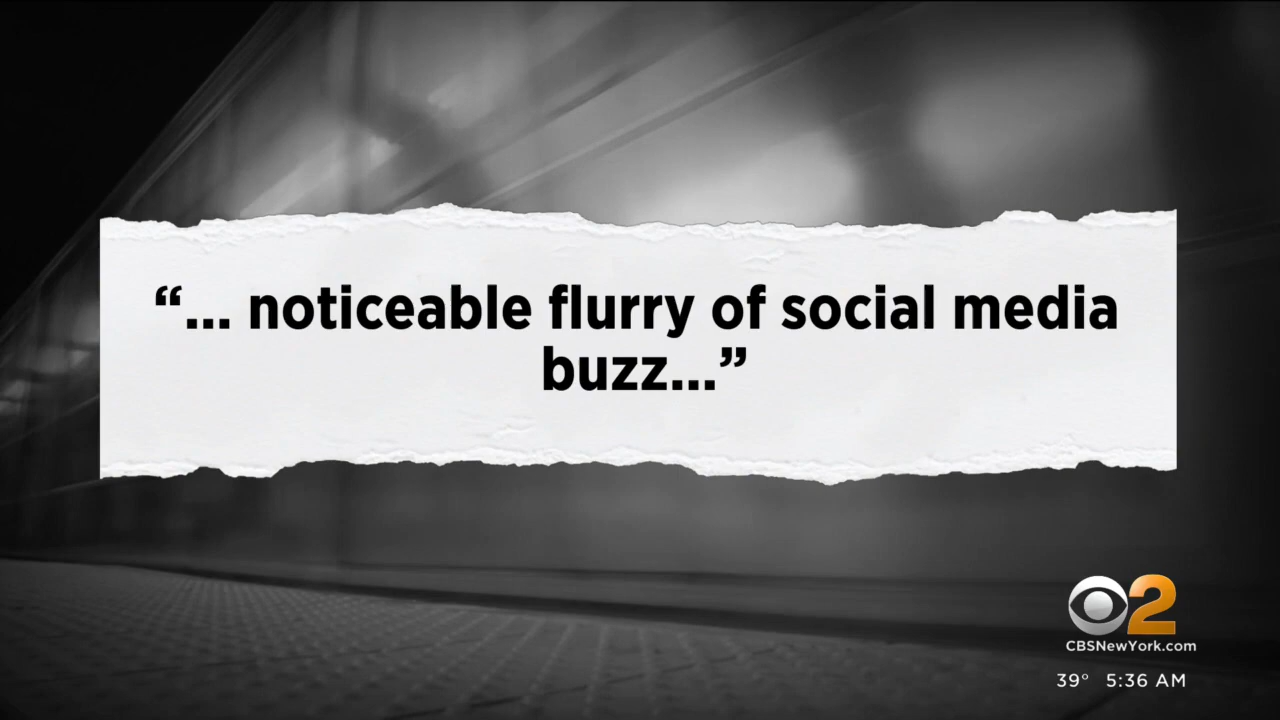 “... noticeable flurry of social media
buzz...”
2
CBSNewYork.com
39° 5:36 AM